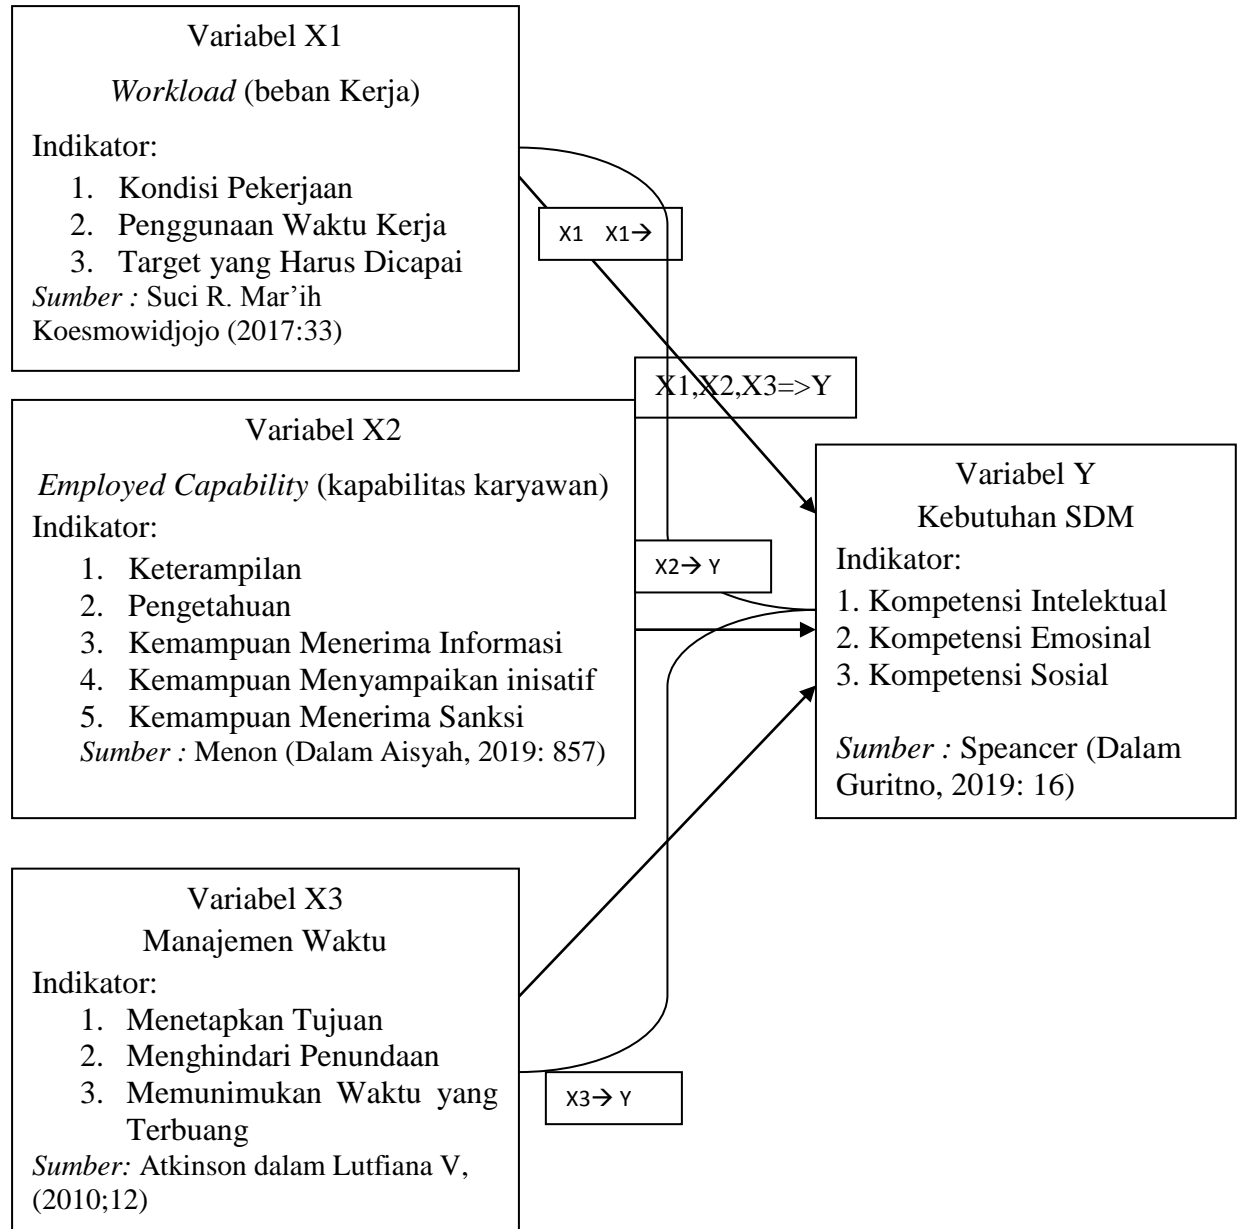 Variabel X1
Workload (beban Kerja)
Indikator:
1. Kondisi Pekerjaan
2. Penggunaan Waktu Kerja
3. Target yang Harus Dicapai
Sumber : Suci R. Mar’ih
Koesmowidjojo (2017:33)
X1 X1→
X1,X2,X3=>Y
Variabel X2
Employed Capability (kapabilitas karyawan)
Indikator:
1. Keterampilan
2. Pengetahuan
3. Kemampuan Menerima Informasi
4. Kemampuan Menyampaikan inisatif
5. Kemampuan Menerima Sanksi
Sumber : Menon (Dalam Aisyah, 2019: 857)
X2→ Y
Variabel Y
Kebutuhan SDM
Indikator:
1. Kompetensi Intelektual
2. Kompetensi Emosinal
3. Kompetensi Sosial
Sumber : Speancer (Dalam
Guritno, 2019: 16)
Variabel X3
Manajemen Waktu
Indikator:
1. Menetapkan Tujuan
2. Menghindari Penundaan
3. Memunimukan Waktu yang
Terbuang
Sumber: Atkinson dalam Lutfiana V,
(2010;12)
X3→ Y